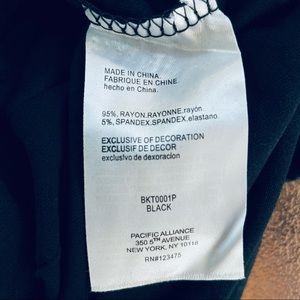 MADE IN CHINA.
FABRIQUE EN CHINE.
hecho en China.
95%, RAYON.RAYONNE.rayón
5%, SPANDEX.SPANDEX.elastano.
EXCLUSIVE OF DECORATION
EXCLUSIF DE DECOR
exclusivo de dexoracion
BKT0001P
BLACK
PACIFIC ALLIANCE
350 5TH AVENUE
NEW YORK, NY 10118
RN#123475